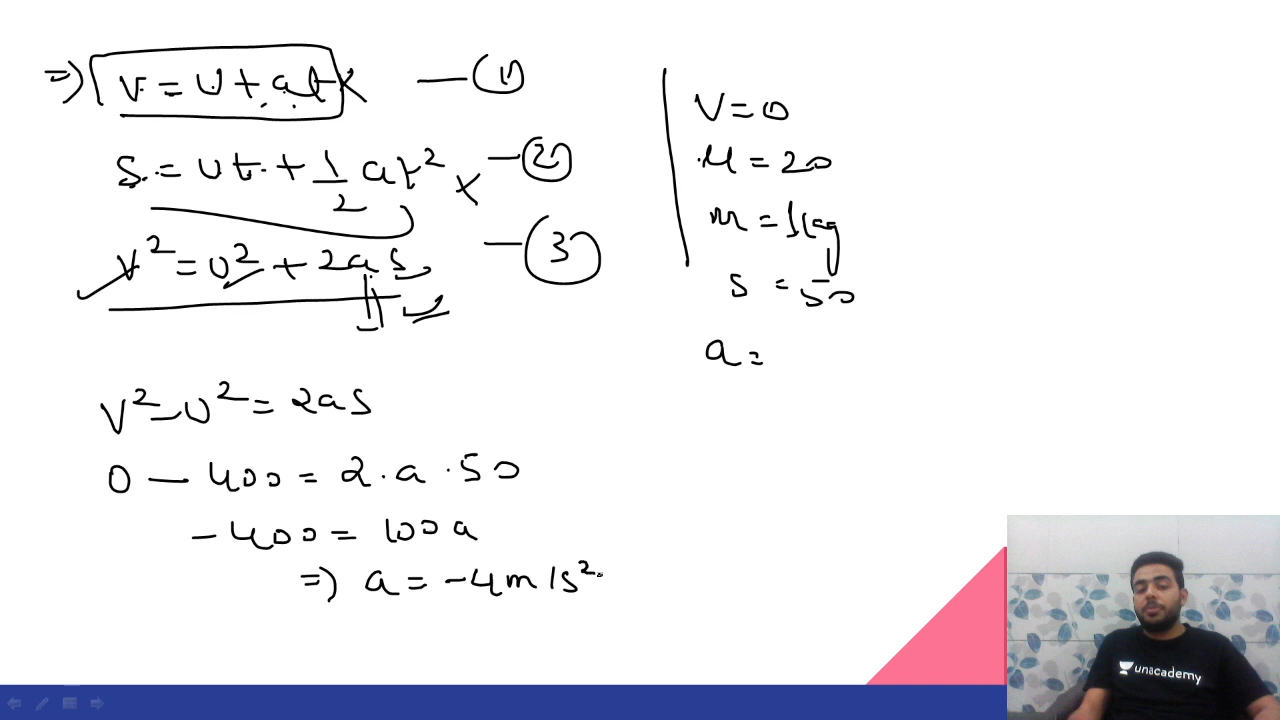 => v = u + at × — (1)
s = ut + 1/2 at² × — (2)
v² = u² + 2as — (3)
v² - u² = 2as
0 — 400 = 2 . a . 50
- 400 = 100 a
=> a = -4 m/s²
V = 0
u = 20
m = 1kg
s = 50
a =
unacademy